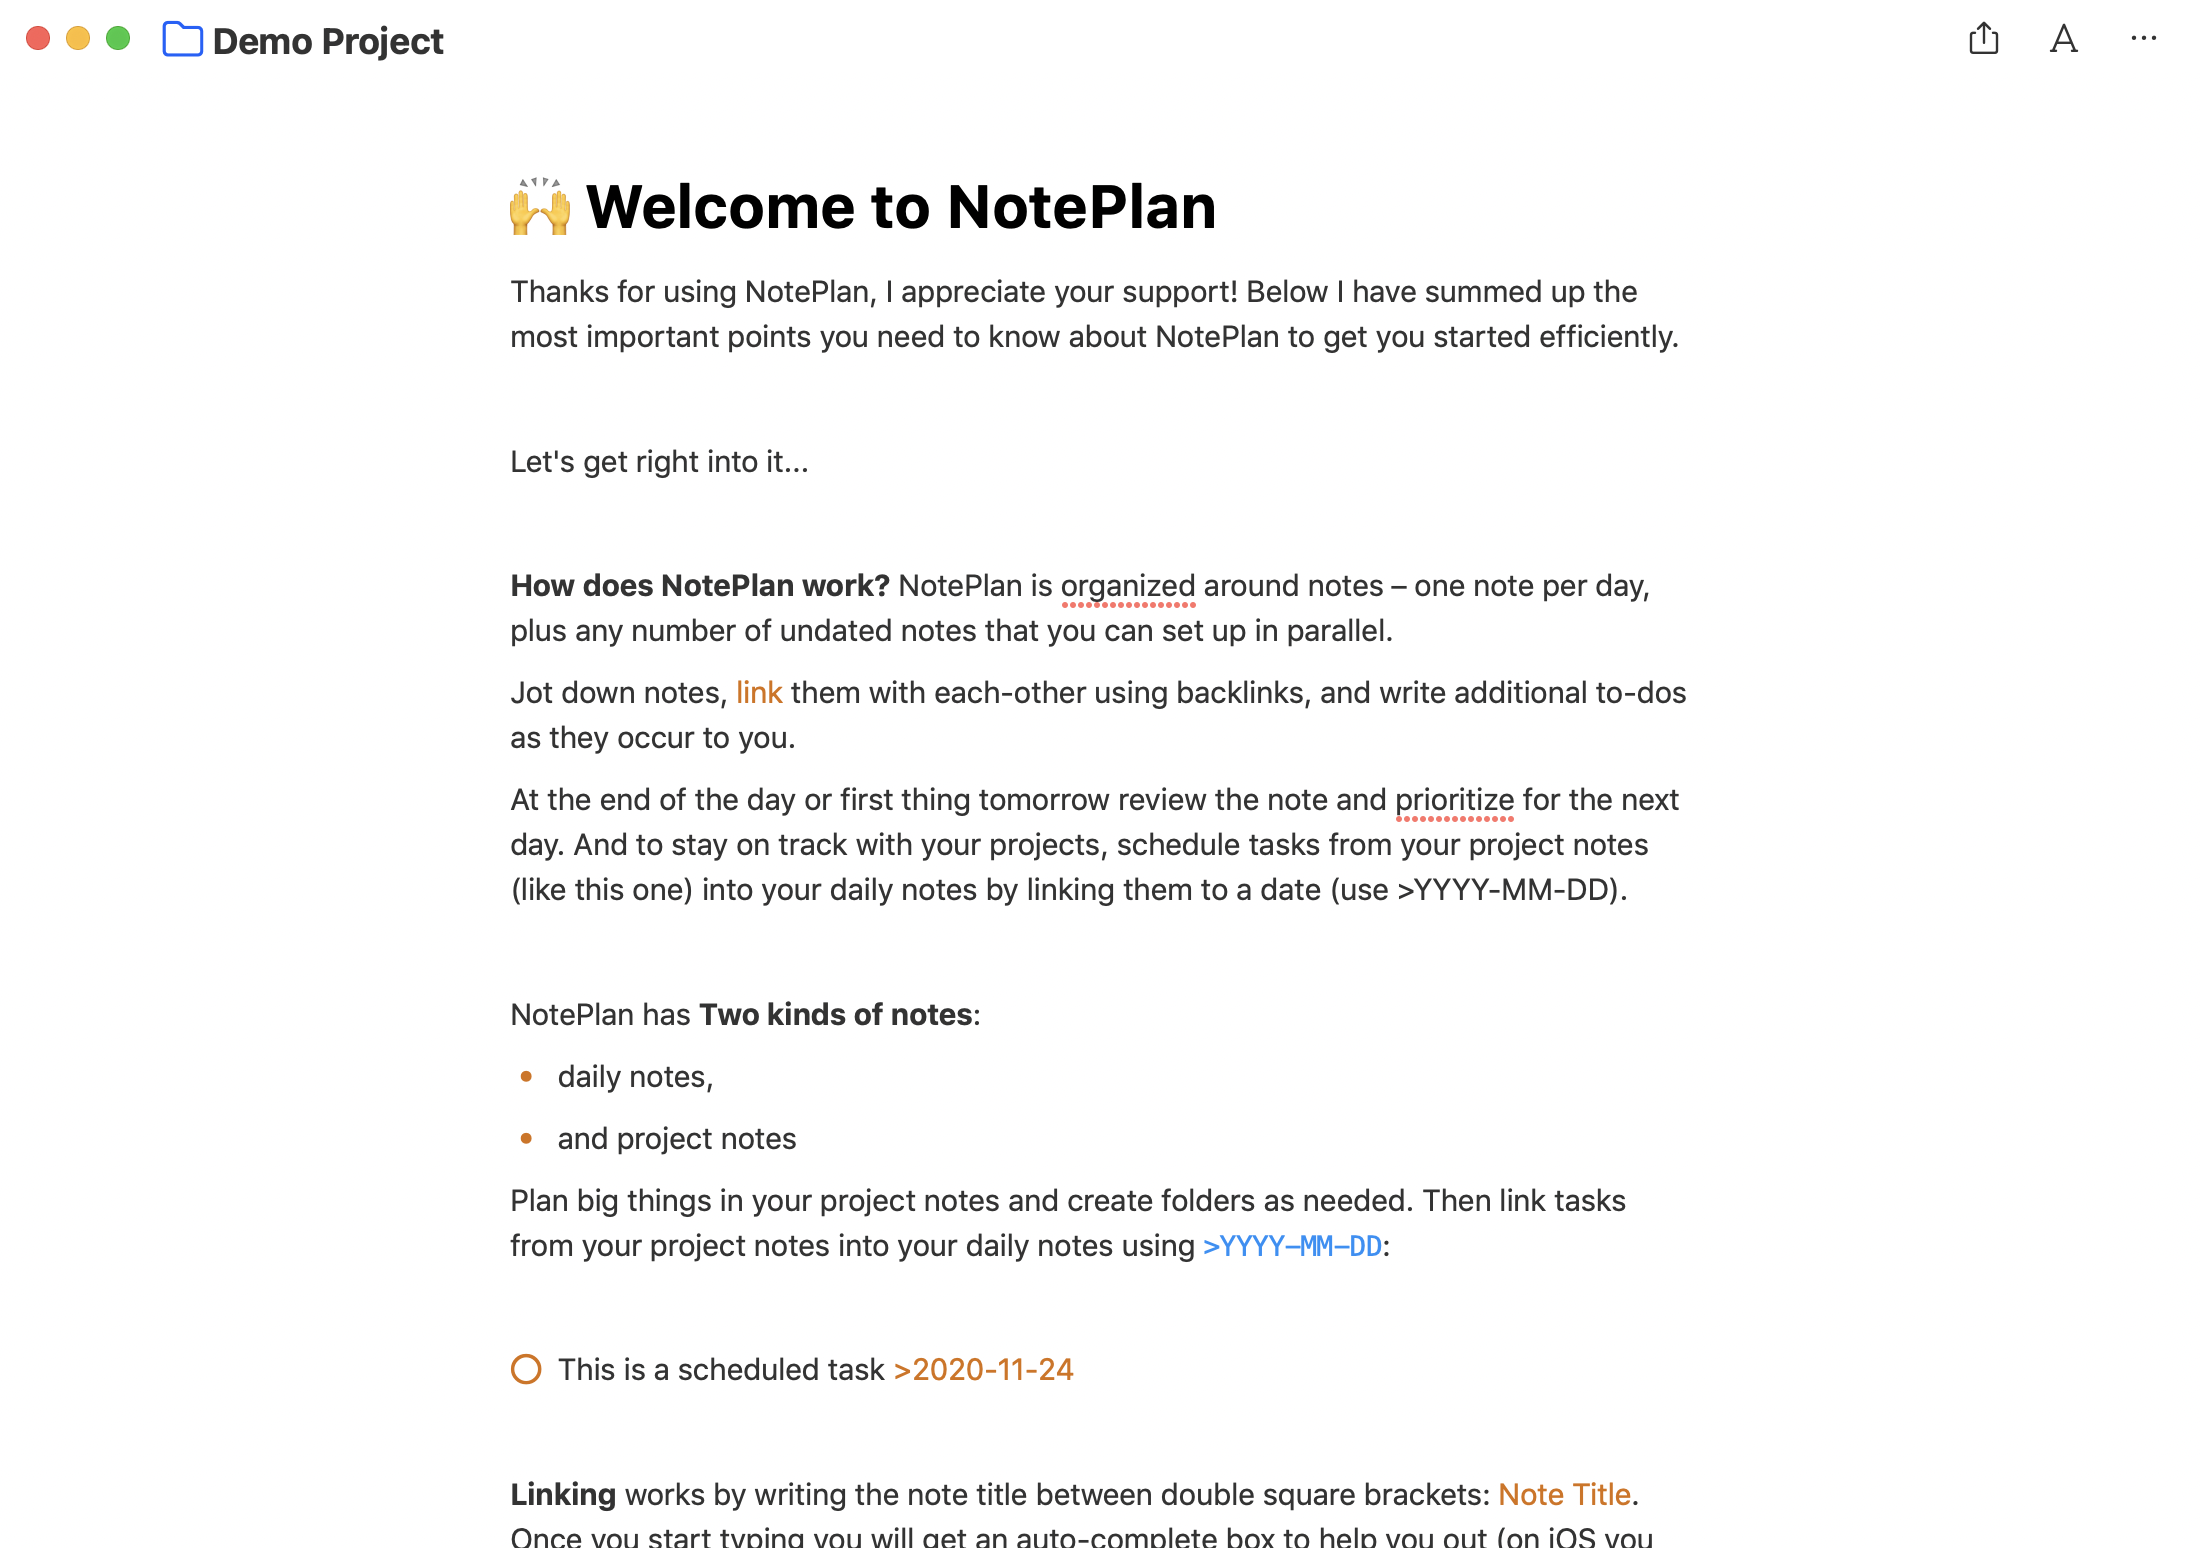 Demo Project
🙌 Welcome to NotePlan
Thanks for using NotePlan, I appreciate your support! Below I have summed up the
most important points you need to know about NotePlan to get you started efficiently.
Let's get right into it...
How does NotePlan work? NotePlan is organized around notes – one note per day,
plus any number of undated notes that you can set up in parallel.
Jot down notes, link them with each-other using backlinks, and write additional to-dos
as they occur to you.
At the end of the day or first thing tomorrow review the note and prioritize for the next
day. And to stay on track with your projects, schedule tasks from your project notes
(like this one) into your daily notes by linking them to a date (use >YYYY-MM-DD).
NotePlan has Two kinds of notes:
• daily notes,
• and project notes
Plan big things in your project notes and create folders as needed. Then link tasks
from your project notes into your daily notes using >YYYY-MM-DD:
This is a scheduled task >2020-11-24
Linking works by writing the note title between double square brackets: Note Title.
Once you start typing you will get an auto-complete box to help you out (on iOS you